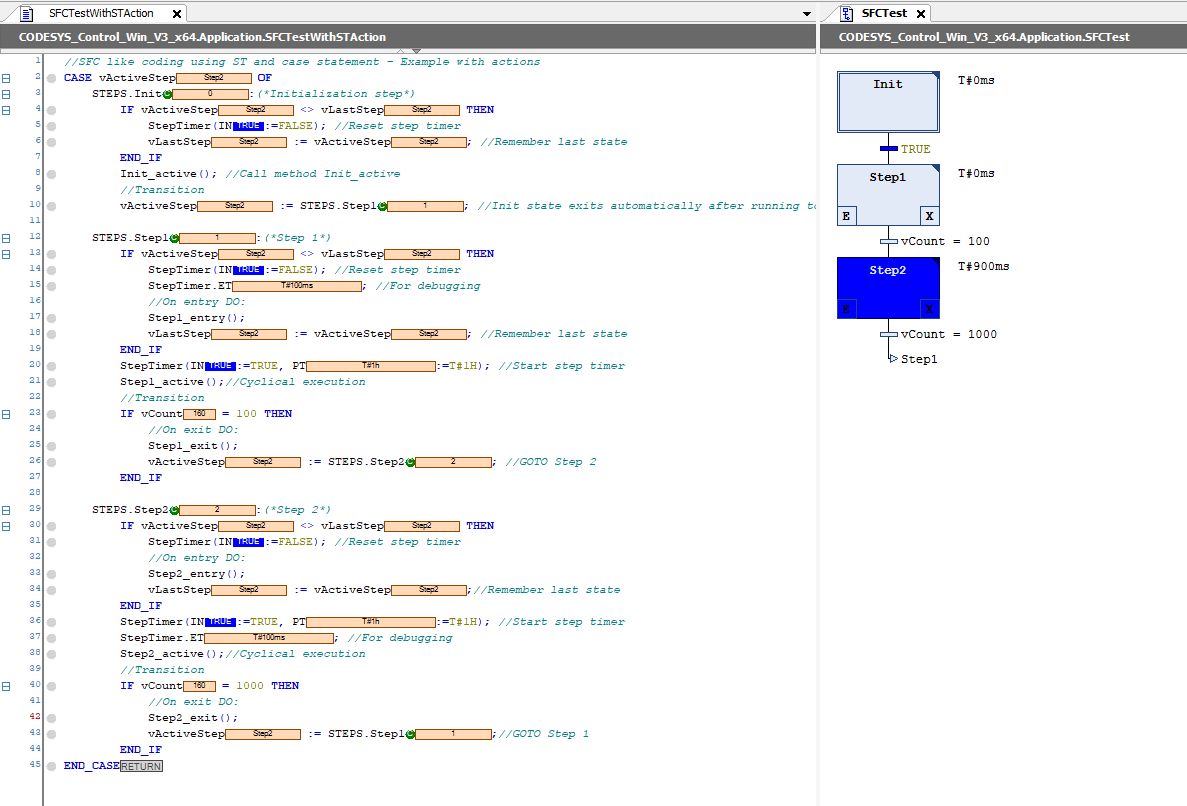 SFCTestWithSTAction
CODESYS_Control_Win_V3_x64.Application.SFCTestWithSTAction
1 //SFC like coding using ST and case statement - Example with actions
2 CASE vActiveStep Step2 OF
3 STEPS.Init C 0 :(*Initialization step*)
4 IF vActiveStep Step2 <> vLastStep Step2 THEN
5 StepTimer(IN TRUE :=FALSE); //Reset step timer
6 vLastStep Step2 := vActiveStep Step2 ; //Remember last state
7 END_IF
8 Init_active(); //Call method Init_active
9 //Transition
10 vActiveStep Step2 := STEPS.Step1 C 1 ; //Init state exits automatically after running
11
12 STEPS.Step1 C 1 :(*Step 1*)
13 IF vActiveStep Step2 <> vLastStep Step2 THEN
14 StepTimer(IN TRUE :=FALSE); //Reset step timer
15 StepTimer.ET T#100ms ; //For debugging
16 //On entry DO:
17 Step1_entry();
18 vLastStep Step2 := vActiveStep Step2 ; //Remember last state
19 END_IF
20 StepTimer(IN TRUE :=TRUE, PT T#1h :=T#1H); //Start step timer
21 Step1_active();//Cyclical execution
22 //Transition
23 IF vCount 160 = 100 THEN
24 //On exit DO:
25 Step1_exit();
26 vActiveStep Step2 := STEPS.Step2 C 2 ; //GOTO Step 2
27 END_IF
28
29 STEPS.Step2 C 2 :(*Step 2*)
30 IF vActiveStep Step2 <> vLastStep Step2 THEN
31 StepTimer(IN TRUE :=FALSE); //Reset step timer
32 //On entry DO:
33 Step2_entry();
34 vLastStep Step2 := vActiveStep Step2 ;//Remember last state
35 END_IF
36 StepTimer(IN TRUE :=TRUE, PT T#1h :=T#1H); //Start step timer
37 StepTimer.ET T#100ms ; //For debugging
38 Step2_active();//Cyclical execution
39 //Transition
40 IF vCount 160 = 1000 THEN
41 //On exit DO:
42 Step2_exit();
43 vActiveStep Step2 := STEPS.Step1 C 1 ;//GOTO Step 1
44 END_IF
45 END_CASE RETURN
SFCTest
CODESYS_Control_Win_V3_x64.Application.SFCTest
Init T#0ms
TRUE
Step1 T#0ms
E X
vCount = 100
Step2 T#900ms
E X
vCount = 1000
Step1